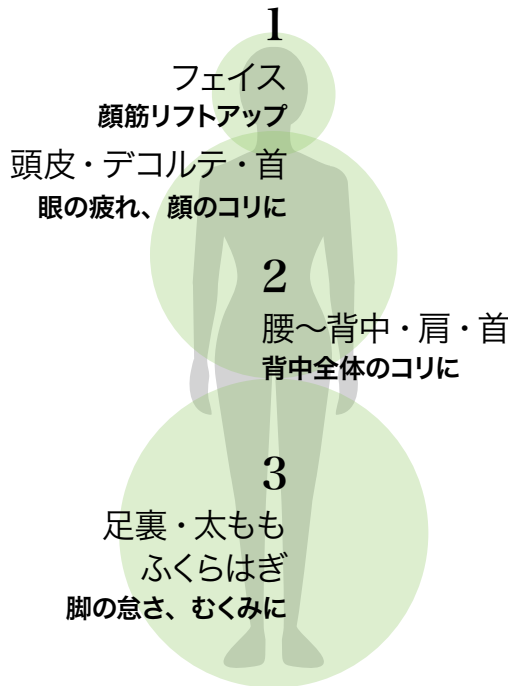 1
フェイス
顔筋リフトアップ
頭皮・デコルテ・首
眼の疲れ、顔のコリに
2
腰〜背中・肩・首
背中全体のコリに
3
足裏・太もも
ふくらはぎ
脚の怠さ、むくみに